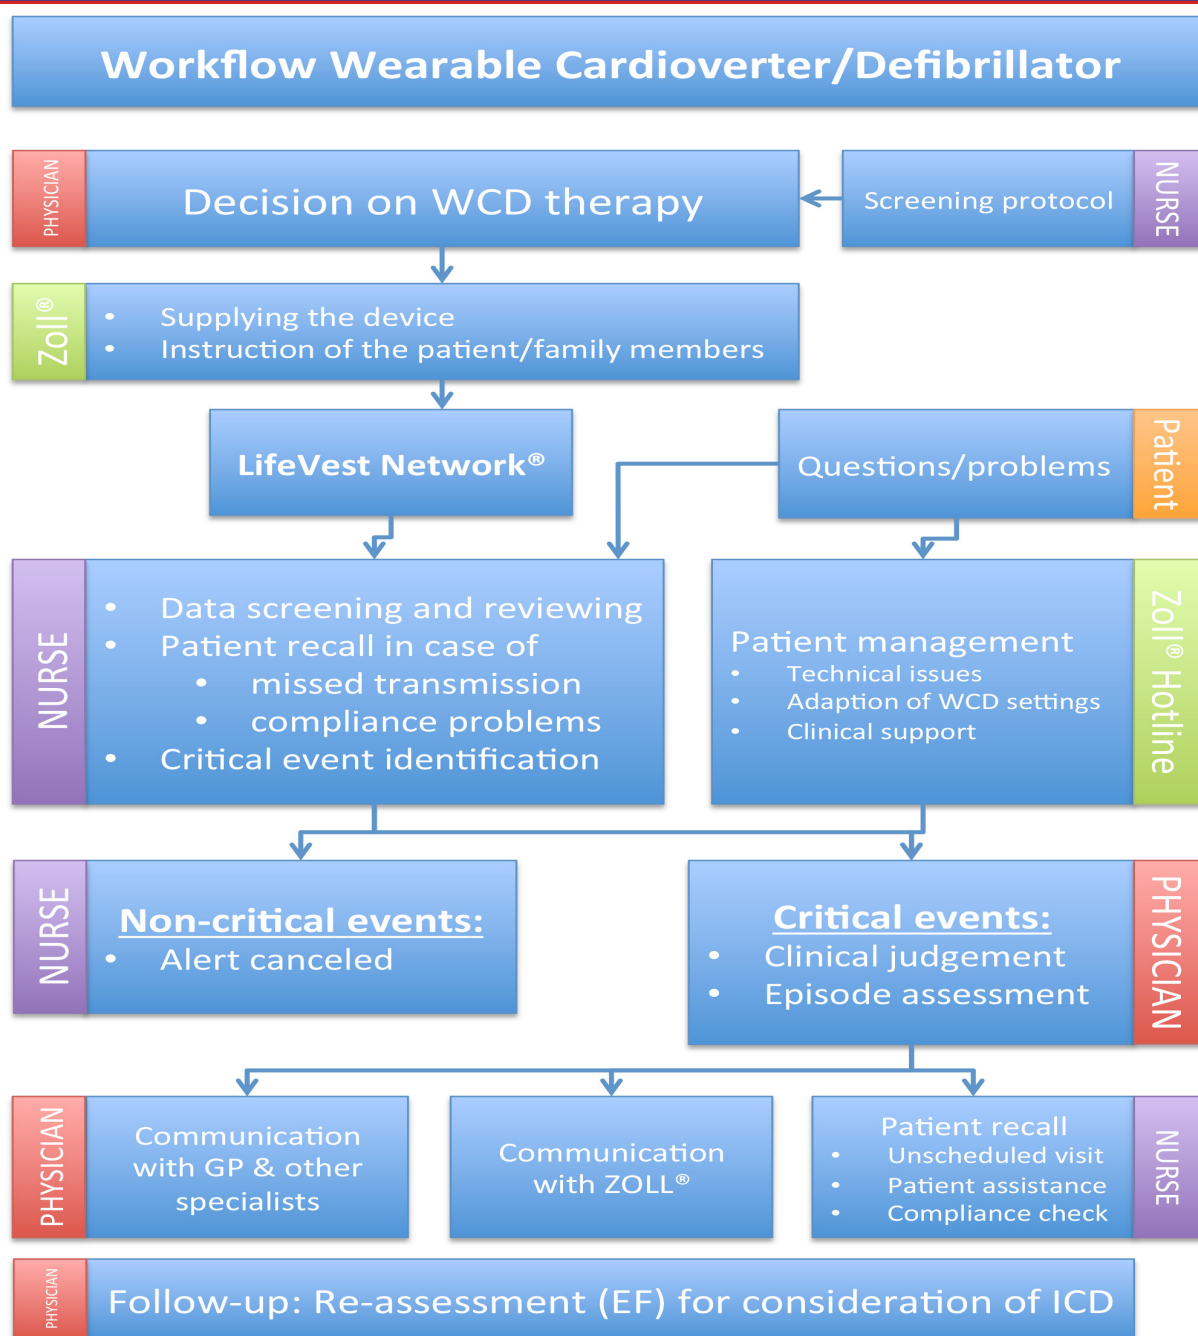 Workflow Wearable Cardioverter/Defibrillator
PHYSICIAN
Decision on WCD therapy
Screening protocol
NURSE
Zoll®
• Supplying the device
• Instruction of the patient/family members
LifeVest Network®
Questions/problems
Patient
NURSE
• Data screening and reviewing
• Patient recall in case of
• missed transmission
• compliance problems
• Critical event identification
Patient management
• Technical issues
• Adaption of WCD settings
• Clinical support
Zoll® Hotline
NURSE
Non-critical events:
• Alert canceled
Critical events:
• Clinical judgement
• Episode assessment
PHYSICIAN
PHYSICIAN
Communication
with GP & other
specialists
Communication
with ZOLL®
Patient recall
• Unscheduled visit
• Patient assistance
• Compliance check
NURSE
PHYSICIAN
Follow-up: Re-assessment (EF) for consideration of ICD